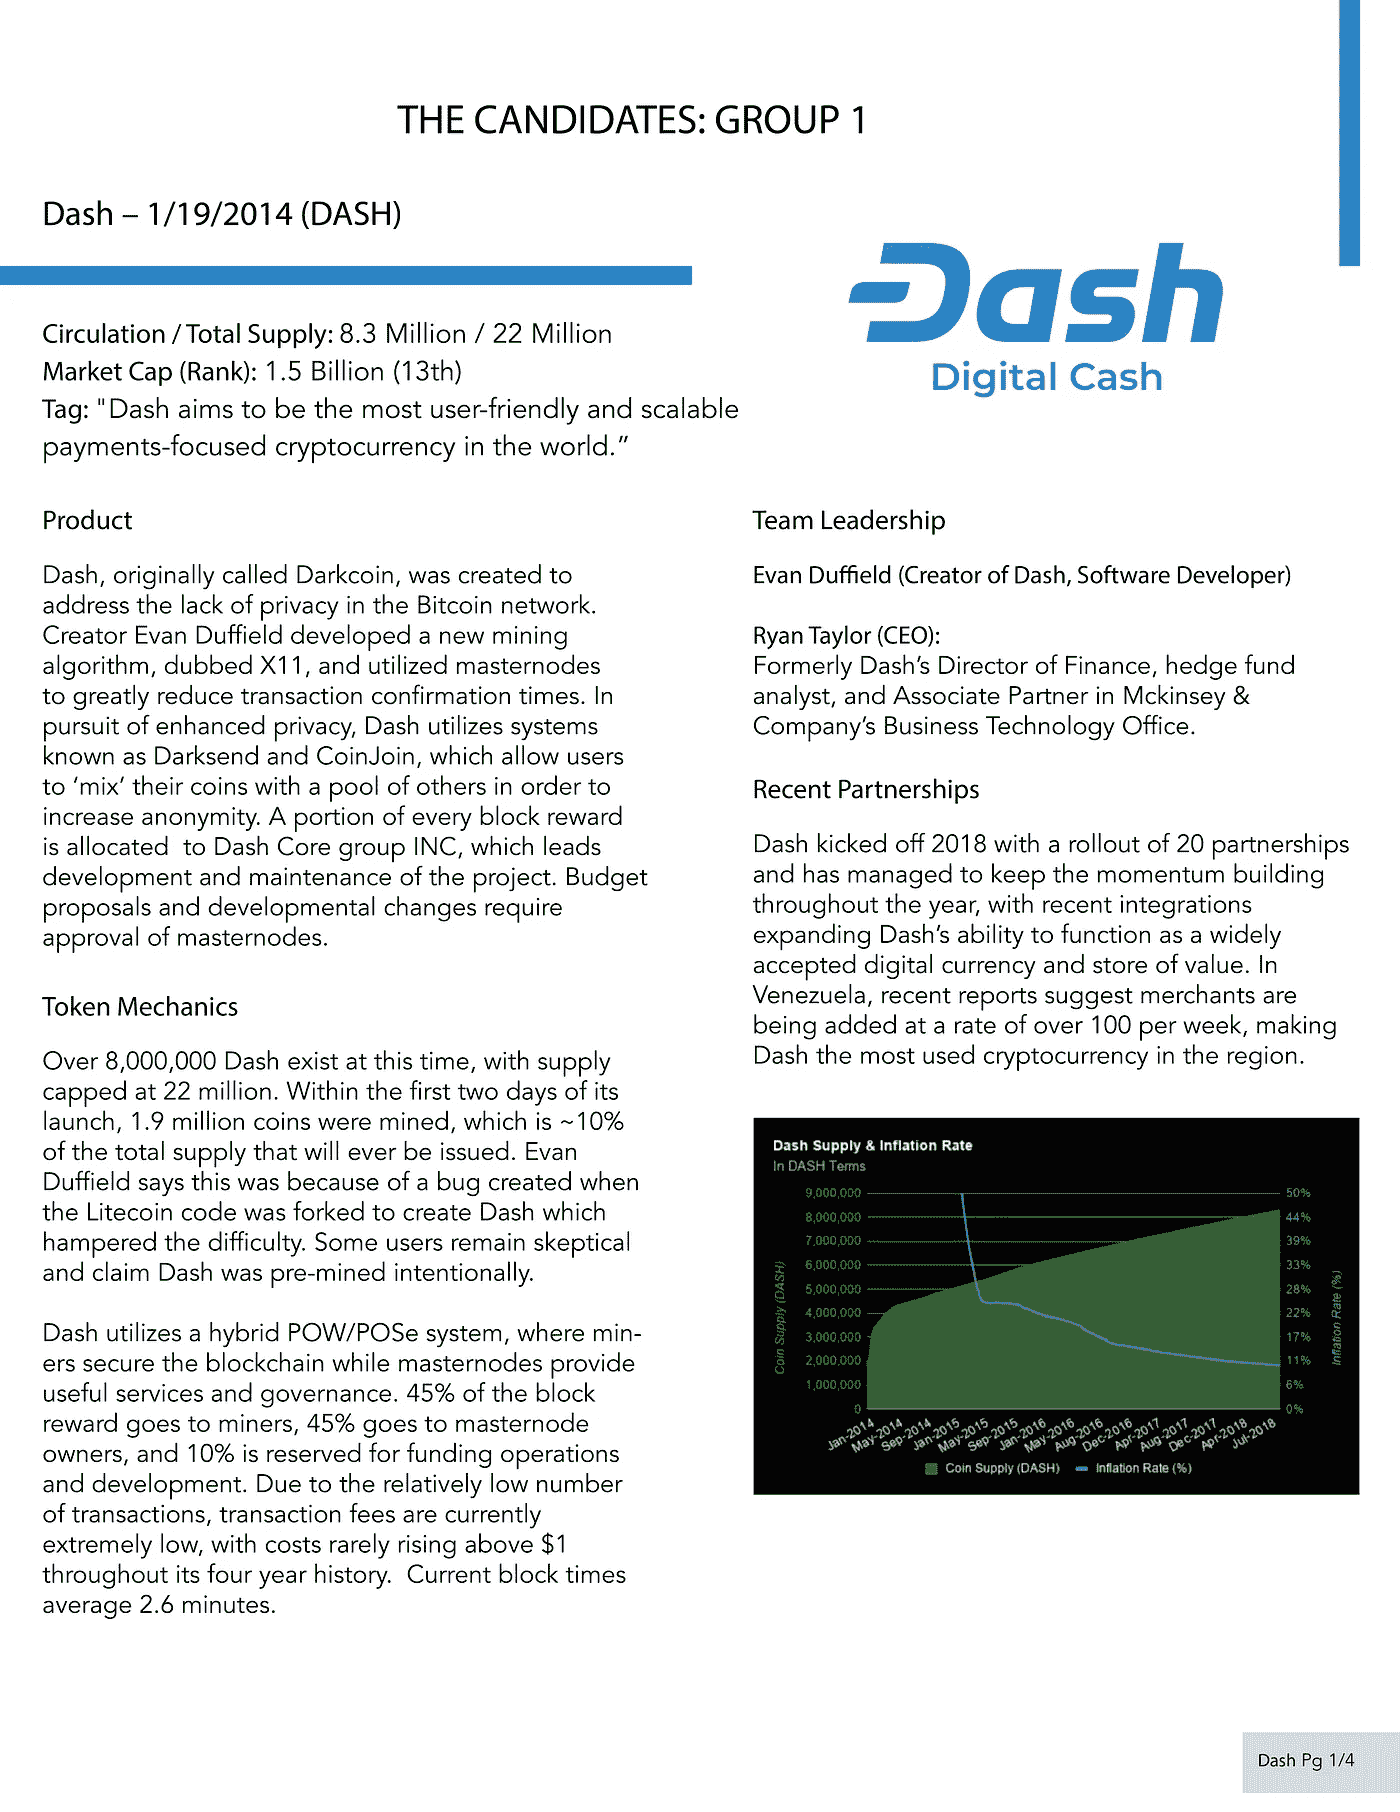 THE CANDIDATES: GROUP 1
Dash – 1/19/2014 (DASH)
Dash
Digital Cash
Circulation / Total Supply: 8.3 Million / 22 Million
Market Cap (Rank): 1.5 Billion (13th)
Tag: "Dash aims to be the most user-friendly and scalable
payments-focused cryptocurrency in the world.”
Product
Dash, originally called Darkcoin, was created to
address the lack of privacy in the Bitcoin network.
Creator Evan Duffield developed a new mining
algorithm, dubbed X11, and utilized masternodes
to greatly reduce transaction confirmation times. In
pursuit of enhanced privacy, Dash utilizes systems
known as Darksend and CoinJoin, which allow users
to ‘mix’ their coins with a pool of others in order to
increase anonymity. A portion of every block reward
is allocated  to Dash Core group INC, which leads
development and maintenance of the project. Budget
proposals and developmental changes require
approval of masternodes.
Token Mechanics
Over 8,000,000 Dash exist at this time, with supply
capped at 22 million. Within the first two days of its
launch, 1.9 million coins were mined, which is ~10%
of the total supply that will ever be issued. Evan
Duffield says this was because of a bug created when
the Litecoin code was forked to create Dash which
hampered the difficulty. Some users remain skeptical
and claim Dash was pre-mined intentionally.
Dash utilizes a hybrid POW/POSe system, where min-
ers secure the blockchain while masternodes provide
useful services and governance. 45% of the block
reward goes to miners, 45% goes to masternode
owners, and 10% is reserved for funding operations
and development. Due to the relatively low number
of transactions, transaction fees are currently
extremely low, with costs rarely rising above $1
throughout its four year history.  Current block times
average 2.6 minutes.
Team Leadership
Evan Duffield (Creator of Dash, Software Developer)
Ryan Taylor (CEO):
Formerly Dash’s Director of Finance, hedge fund
analyst, and Associate Partner in Mckinsey &
Company’s Business Technology Office.
Recent Partnerships
Dash kicked off 2018 with a rollout of 20 partnerships
and has managed to keep the momentum building
throughout the year, with recent integrations
expanding Dash’s ability to function as a widely
accepted digital currency and store of value. In
Venezuela, recent reports suggest merchants are
being added at a rate of over 100 per week, making
Dash the most used cryptocurrency in the region.
Dash Supply & Inflation Rate
In DASH Terms
Coin Supply (DASH)
9,000,000
8,000,000
7,000,000
6,000,000
5,000,000
4,000,000
3,000,000
2,000,000
1,000,000
0
50%
44%
39%
33%
28%
22%
17%
11%
6%
0%
Inflation Rate (%)
Jan-2014
May-2014
Sep-2014
Jan-2015
May-2015
Sep-2015
Jan-2016
May-2016
Aug-2016
Dec-2016
Apr-2017
Aug-2017
Dec-2017
Apr-2018
Jul-2018
Coin Supply (DASH)
Inflation Rate (%)
Dash Pg 1/4